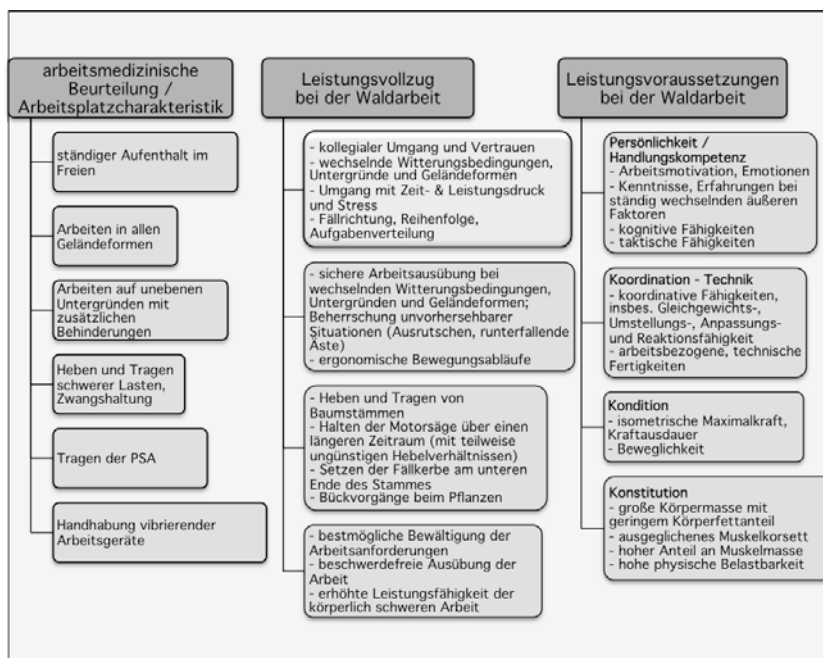 arbeitsmedizinische
Beurteilung /
Arbeitsplatzcharakteristik
ständiger Aufenthalt im
Freien
Arbeiten in allen
Geländeformen
Arbeiten auf unebenen
Untergründen mit
zusätzlichen
Behinderungen
Heben und Tragen
schwerer Lasten,
Zwangshaltung
Tragen der PSA
Handhabung vibrierender
Arbeitsgeräte
Leistungsvollzug
bei der Waldarbeit
- kollegialer Umgang und Vertrauen
- wechselnde Witterungsbedingungen,
Untergründe und Geländeformen
- Umgang mit Zeit- & Leistungsdruck
und Stress
- Fällrichtung, Reihenfolge,
Aufgabenverteilung
- sichere Arbeitsausübung bei
wechselnden Witterungsbedingungen,
Untergründen und Geländeformen;
Beherrschung unvorhersehbarer
Situationen (Ausrutschen, runterfallende
Äste)
- ergonomische Bewegungsabläufe
- Heben und Tragen von
Baumstämmen
- Halten der Motorsäge über einen
längeren Zeitraum (mit teilweise
ungünstigen Hebelverhältnissen)
- Setzen der Fällkerbe am unteren
Ende des Stammes
- Bückvorgänge beim Pflanzen
- bestmögliche Bewältigung der
Arbeitsanforderungen
- beschwerdefreie Ausübung der
Arbeit
- erhöhte Leistungsfähigkeit der
körperlich schweren Arbeit
Leistungsvoraussetzungen
bei der Waldarbeit
Persönlichkeit /
Handlungskompetenz
- Arbeitsmotivation, Emotionen
- Kenntnisse, Erfahrungen bei
ständig wechselnden äußeren
Faktoren
- kognitive Fähigkeiten
- taktische Fähigkeiten
Koordination - Technik
- koordinative Fähigkeiten,
insbes. Gleichgewichts-,
Umstellungs-, Anpassungs-
und Reaktionsfähigkeit
- arbeitsbezogene, technische
Fertigkeiten
Kondition
- isometrische Maximalkraft,
Kraftausdauer
- Beweglichkeit
Konstitution
- große Körpermasse mit
geringem Körperfettanteil
- ausgeglichenes Muskelkorsett
- hoher Anteil an Muskelmasse
- hohe physische Belastbarkeit